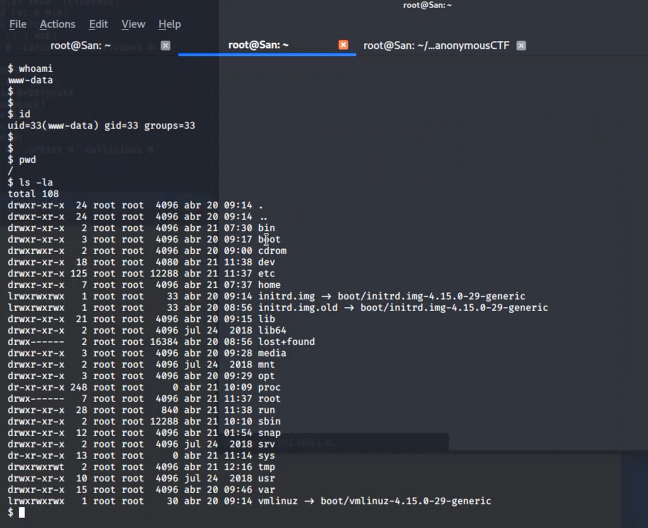 root@San: ~
File Actions Edit View Help
root@San: ~ root@San: ~ root@San: ~/...anonymousCTF
$ whoami
www-data
$
$
$ id
uid=33(www-data) gid=33 groups=33
$
$
$ pwd
/
$ ls -la
total 108
drwxr-xr-x 24 root root 4096 abr 20 09:14 .
drwxr-xr-x 24 root root 4096 abr 20 09:14 ..
drwxr-xr-x 2 root root 4096 abr 21 07:30 bin
drwxr-xr-x 3 root root 4096 abr 20 09:17 boot
drwxrwxr-x 2 root root 4096 abr 20 09:00 cdrom
drwxr-xr-x 18 root root 4080 abr 21 11:38 dev
drwxr-xr-x 125 root root 12288 abr 21 11:37 etc
drwxr-xr-x 7 root root 4096 abr 21 07:37 home
lrwxrwxrwx 1 root root 33 abr 20 09:14 initrd.img → boot/initrd.img-4.15.0-29-generic
lrwxrwxrwx 1 root root 33 abr 20 08:56 initrd.img.old → boot/initrd.img-4.15.0-29-generic
drwxr-xr-x 21 root root 4096 abr 20 09:15 lib
drwxr-xr-x 2 root root 4096 jul 24 2018 lib64
drwx------ 2 root root 16384 abr 20 08:56 lost+found
drwxr-xr-x 3 root root 4096 abr 20 09:28 media
drwxr-xr-x 2 root root 4096 jul 24 2018 mnt
drwxr-xr-x 3 root root 4096 abr 20 09:29 opt
dr-xr-xr-x 248 root root 0 abr 21 10:09 proc
drwx------ 7 root root 4096 abr 21 11:37 root
drwxr-xr-x 28 root root 840 abr 21 11:38 run
drwxr-xr-x 2 root root 12288 abr 21 10:10 sbin
drwxr-xr-x 12 root root 4096 abr 21 01:54 snap
drwxr-xr-x 2 root root 4096 jul 24 2018 srv
dr-xr-xr-x 13 root root 0 abr 21 11:14 sys
drwxrwxrwt 2 root root 4096 abr 21 12:16 tmp
drwxr-xr-x 10 root root 4096 jul 24 2018 usr
drwxr-xr-x 15 root root 4096 abr 20 09:46 var
lrwxrwxrwx 1 root root 30 abr 20 09:14 vmlinuz → boot/vmlinuz-4.15.0-29-generic
$